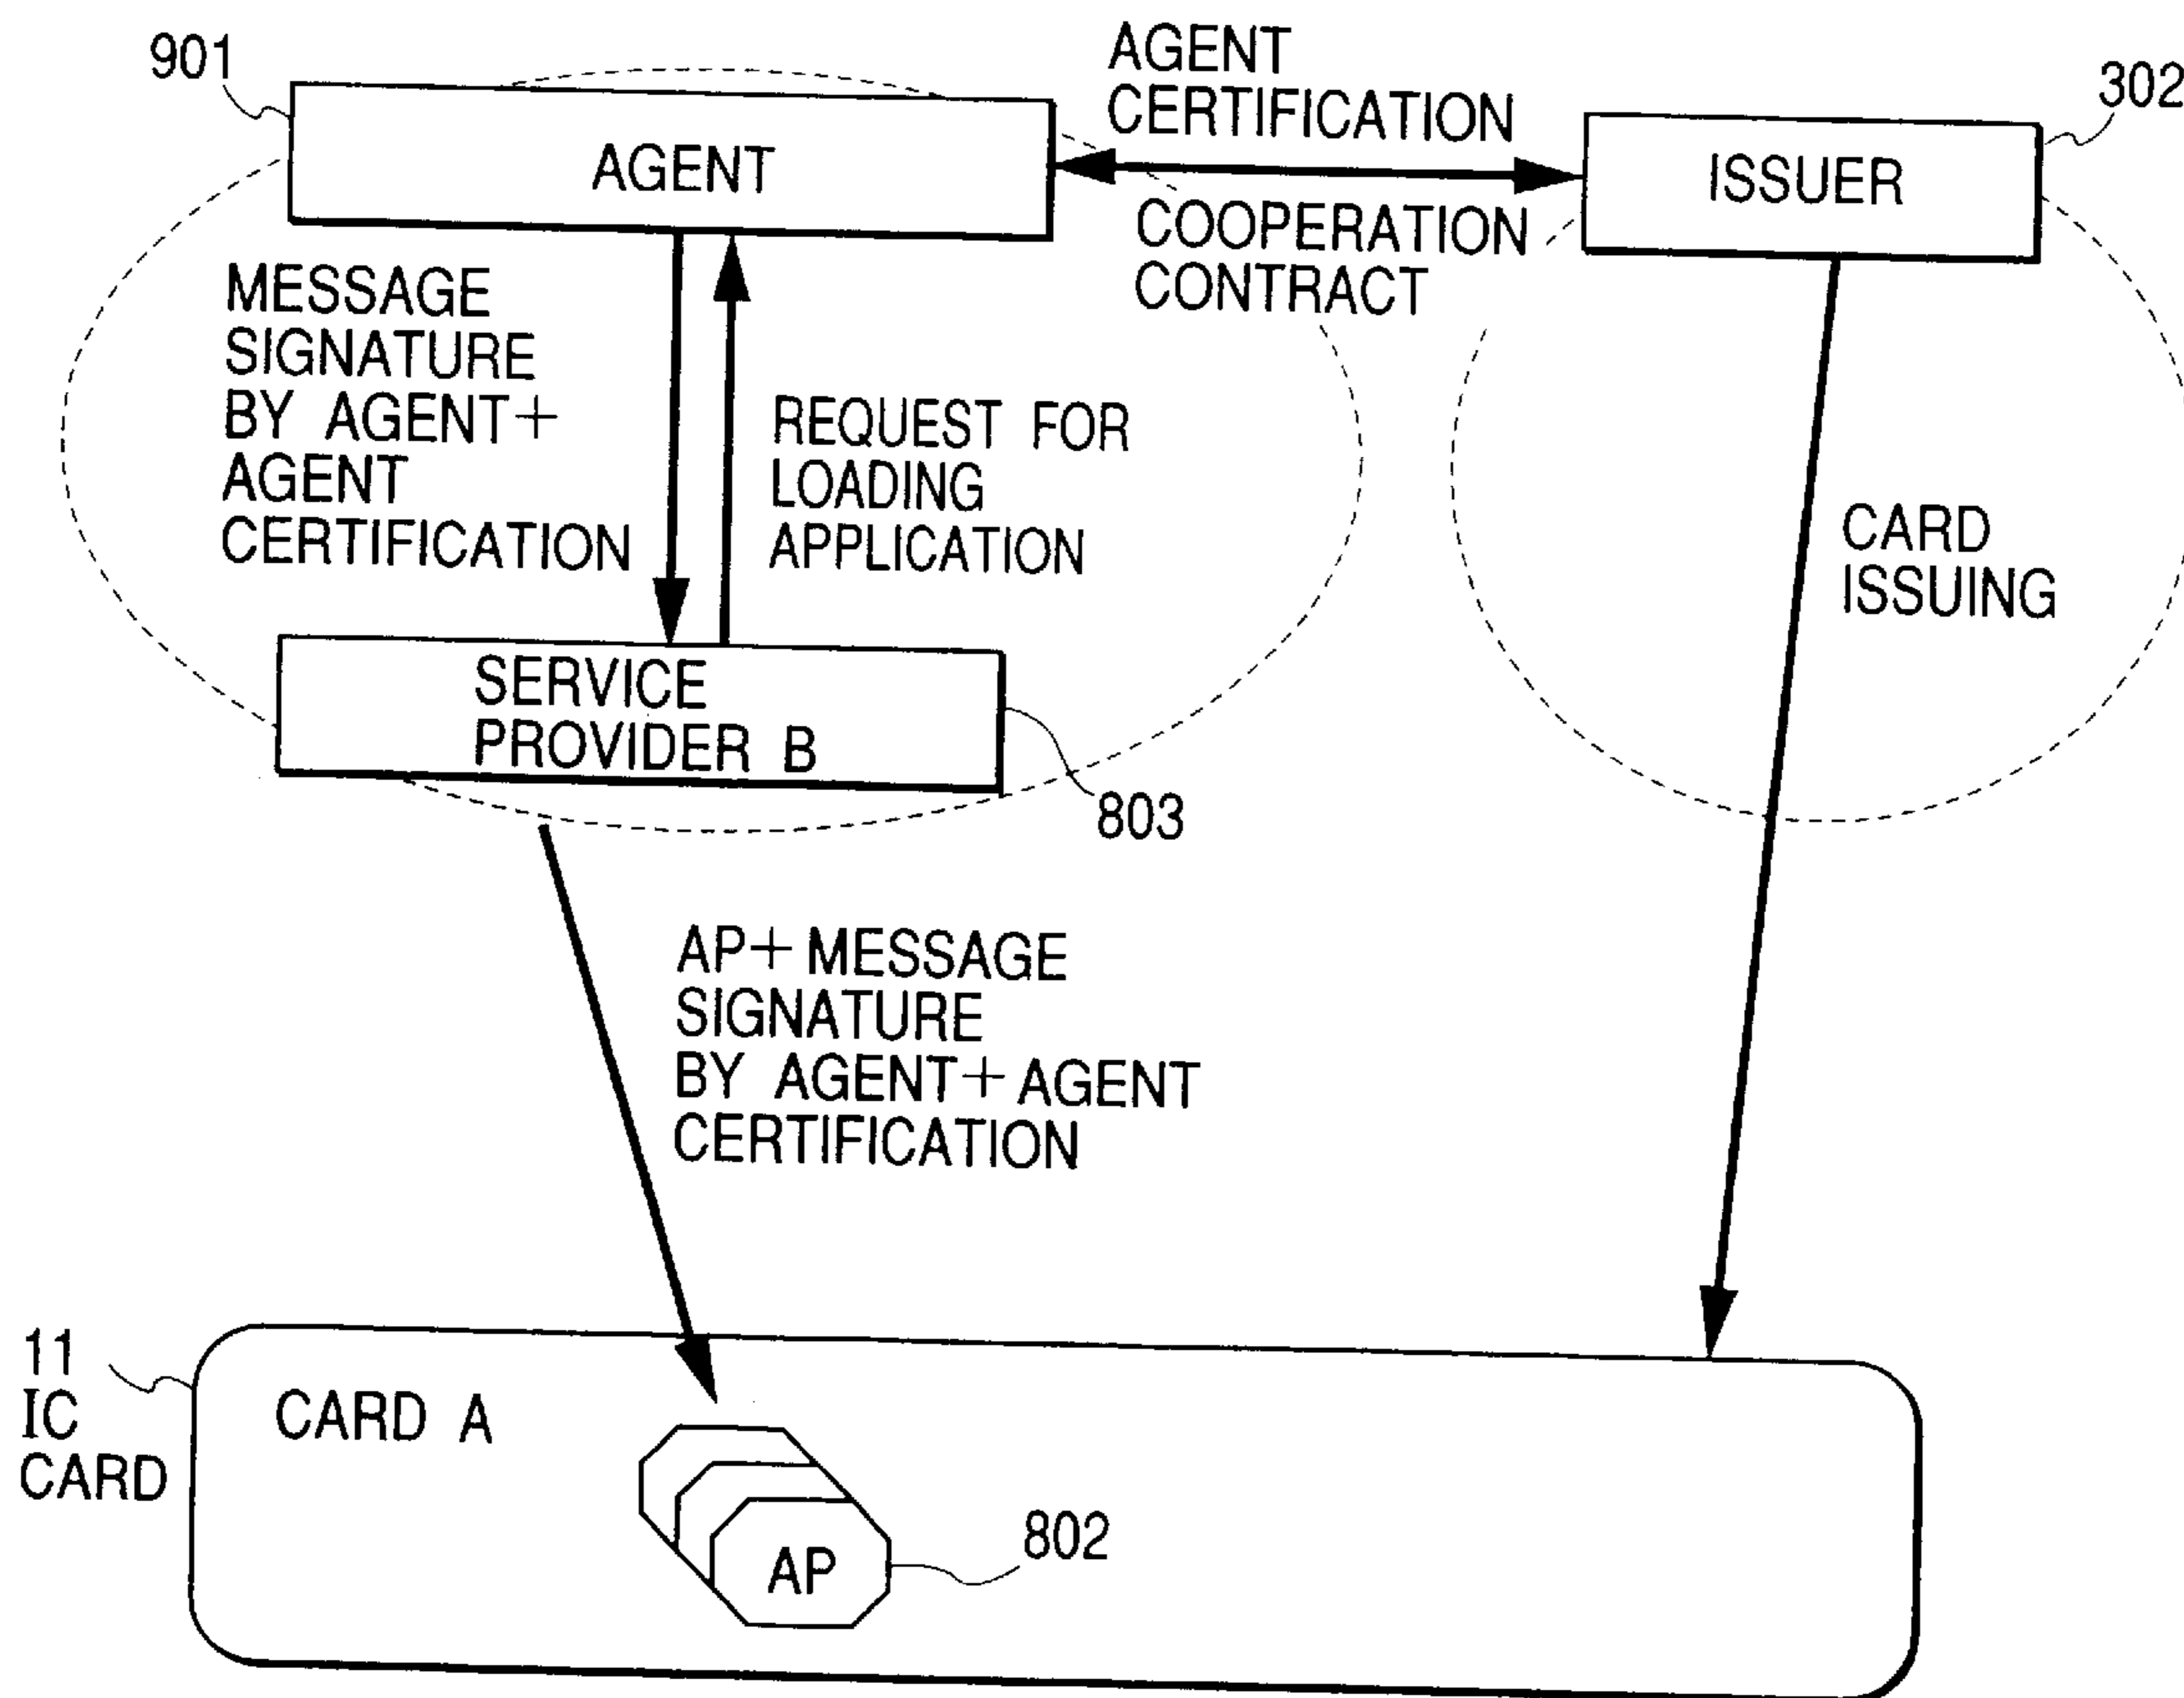 901
AGENT
CERTIFICATION
302
AGENT
ISSUER
COOPERATION
CONTRACT
MESSAGE
SIGNATURE
BY AGENT+
AGENT
CERTIFICATION
REQUEST FOR
LOADING
APPLICATION
CARD
ISSUING
SERVICE
PROVIDER B
803
AP+MESSAGE
SIGNATURE
BY AGENT+AGENT
CERTIFICATION
11
IC
CARD
CARD A
802
AP